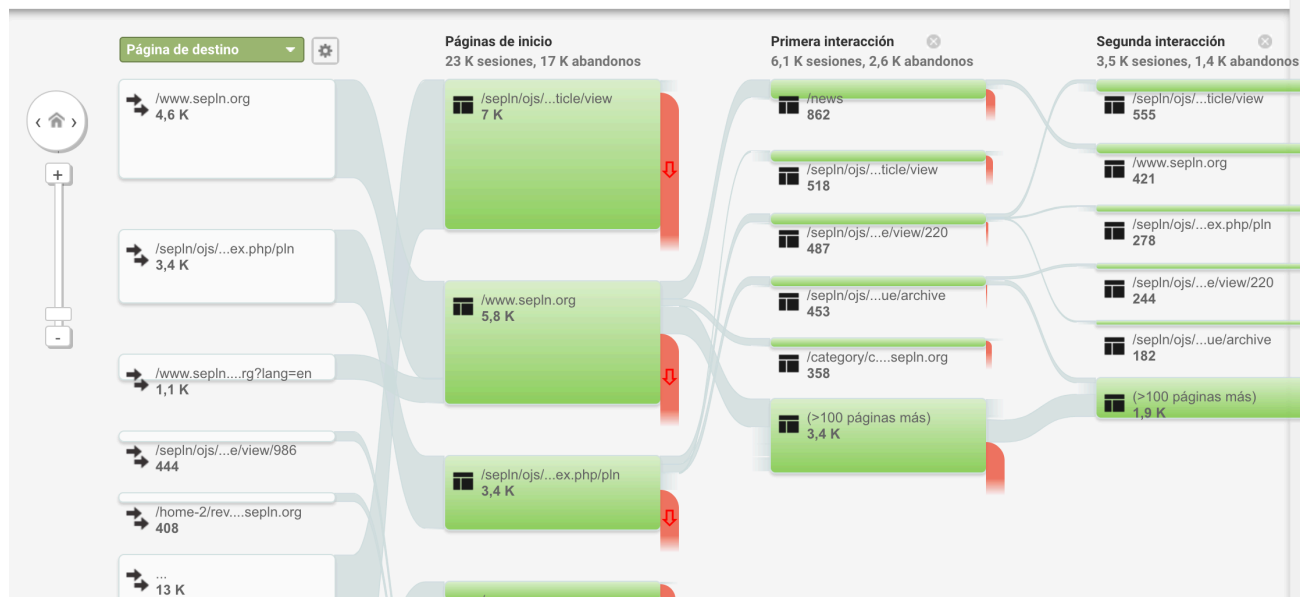 Página de destino
/www.sepln.org
4,6 K
/sepln/ojs/...ex.php/pln
3,4 K
/www.sepln....rg?lang=en
1,1 K
/sepln/ojs/...e/view/986
444
/home-2/rev....sepln.org
408
...
13 K
+
-
Páginas de inicio
23 K sesiones, 17 K abandonos
/sepln/ojs/...ticle/view
7 K
/www.sepln.org
5,8 K
/sepln/ojs/...ex.php/pln
3,4 K
Primera interacción
6,1 K sesiones, 2,6 K abandonos
/news
862
/sepln/ojs/...ticle/view
518
/sepln/ojs/...e/view/220
487
/sepln/ojs/...ue/archive
453
/category/c....sepln.org
358
(>100 páginas más)
3,4 K
Segunda interacción
3,5 K sesiones, 1,4 K abandonos
/sepln/ojs/...ticle/view
555
/www.sepln.org
421
/sepln/ojs/...ex.php/pln
278
/sepln/ojs/...e/view/220
244
/sepln/ojs/...ue/archive
182
(>100 páginas más)
1,9 K